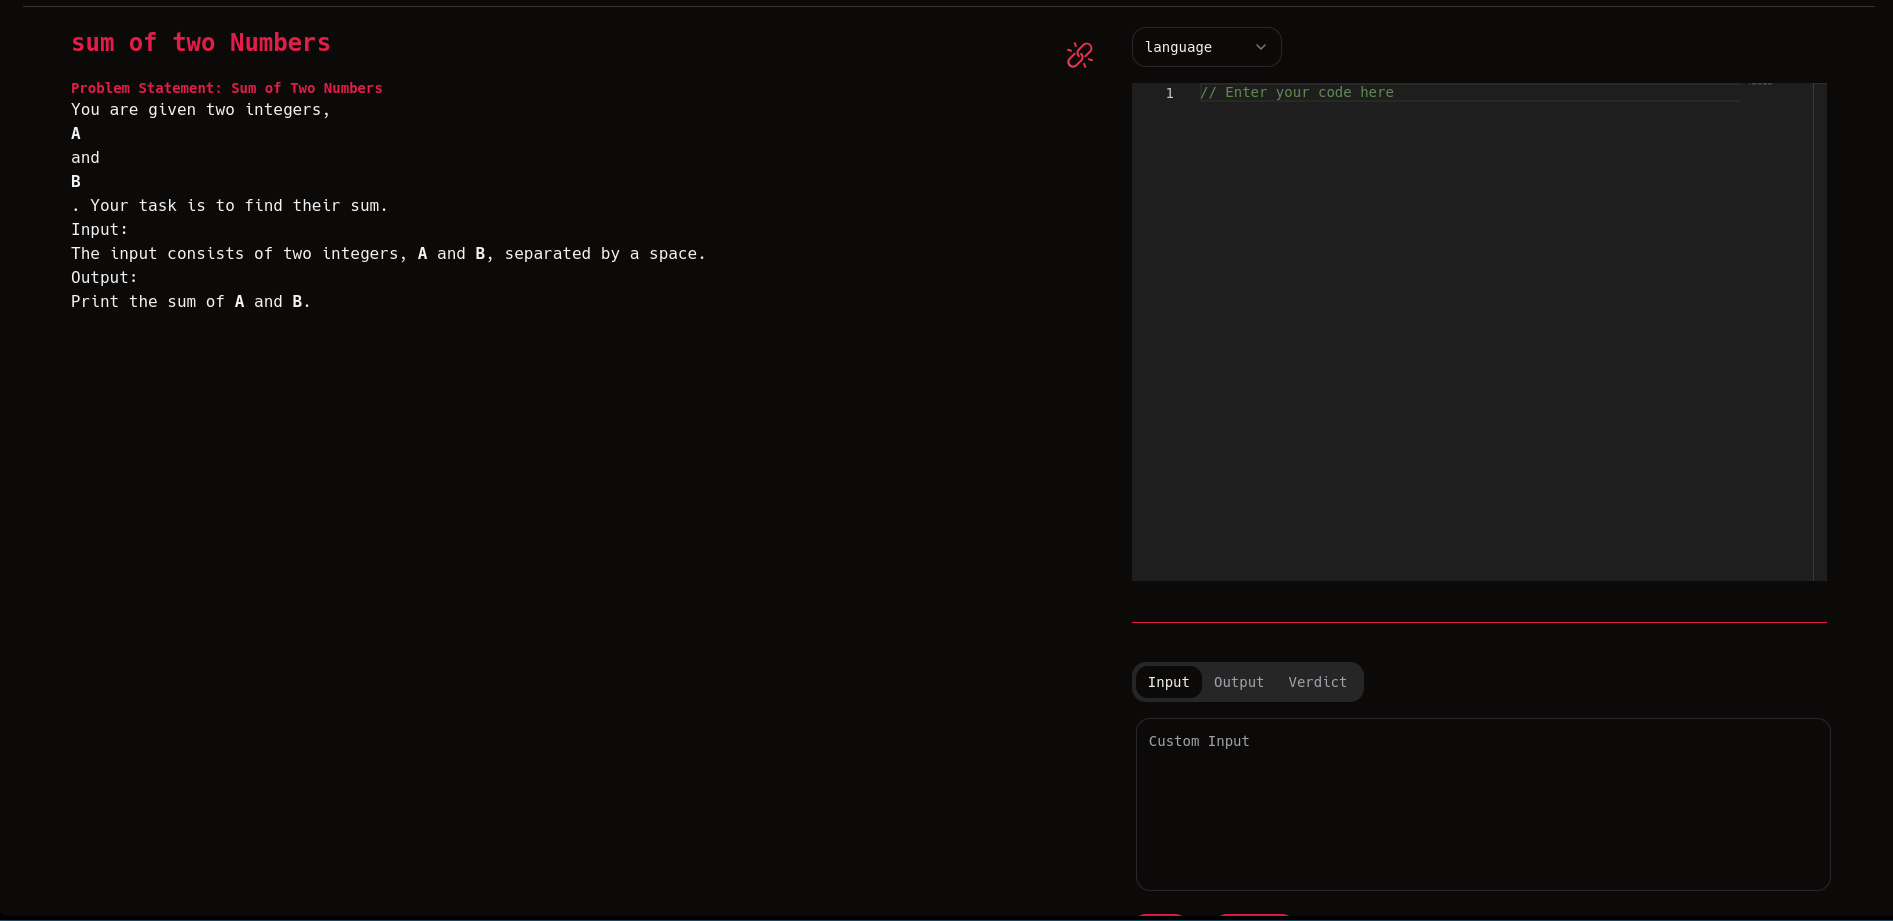 sum of two Numbers
Problem Statement: Sum of Two Numbers
You are given two integers,
A
and
B
. Your task is to find their sum.
Input:
The input consists of two integers, A and B, separated by a space.
Output:
Print the sum of A and B.
language
1 // Enter your code here
Input Output Verdict
Custom Input